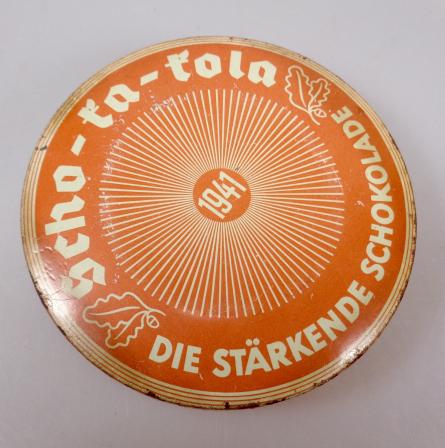 Scho-ka-kola
1941
DIE STÄRKENDE SCHOKOLADE